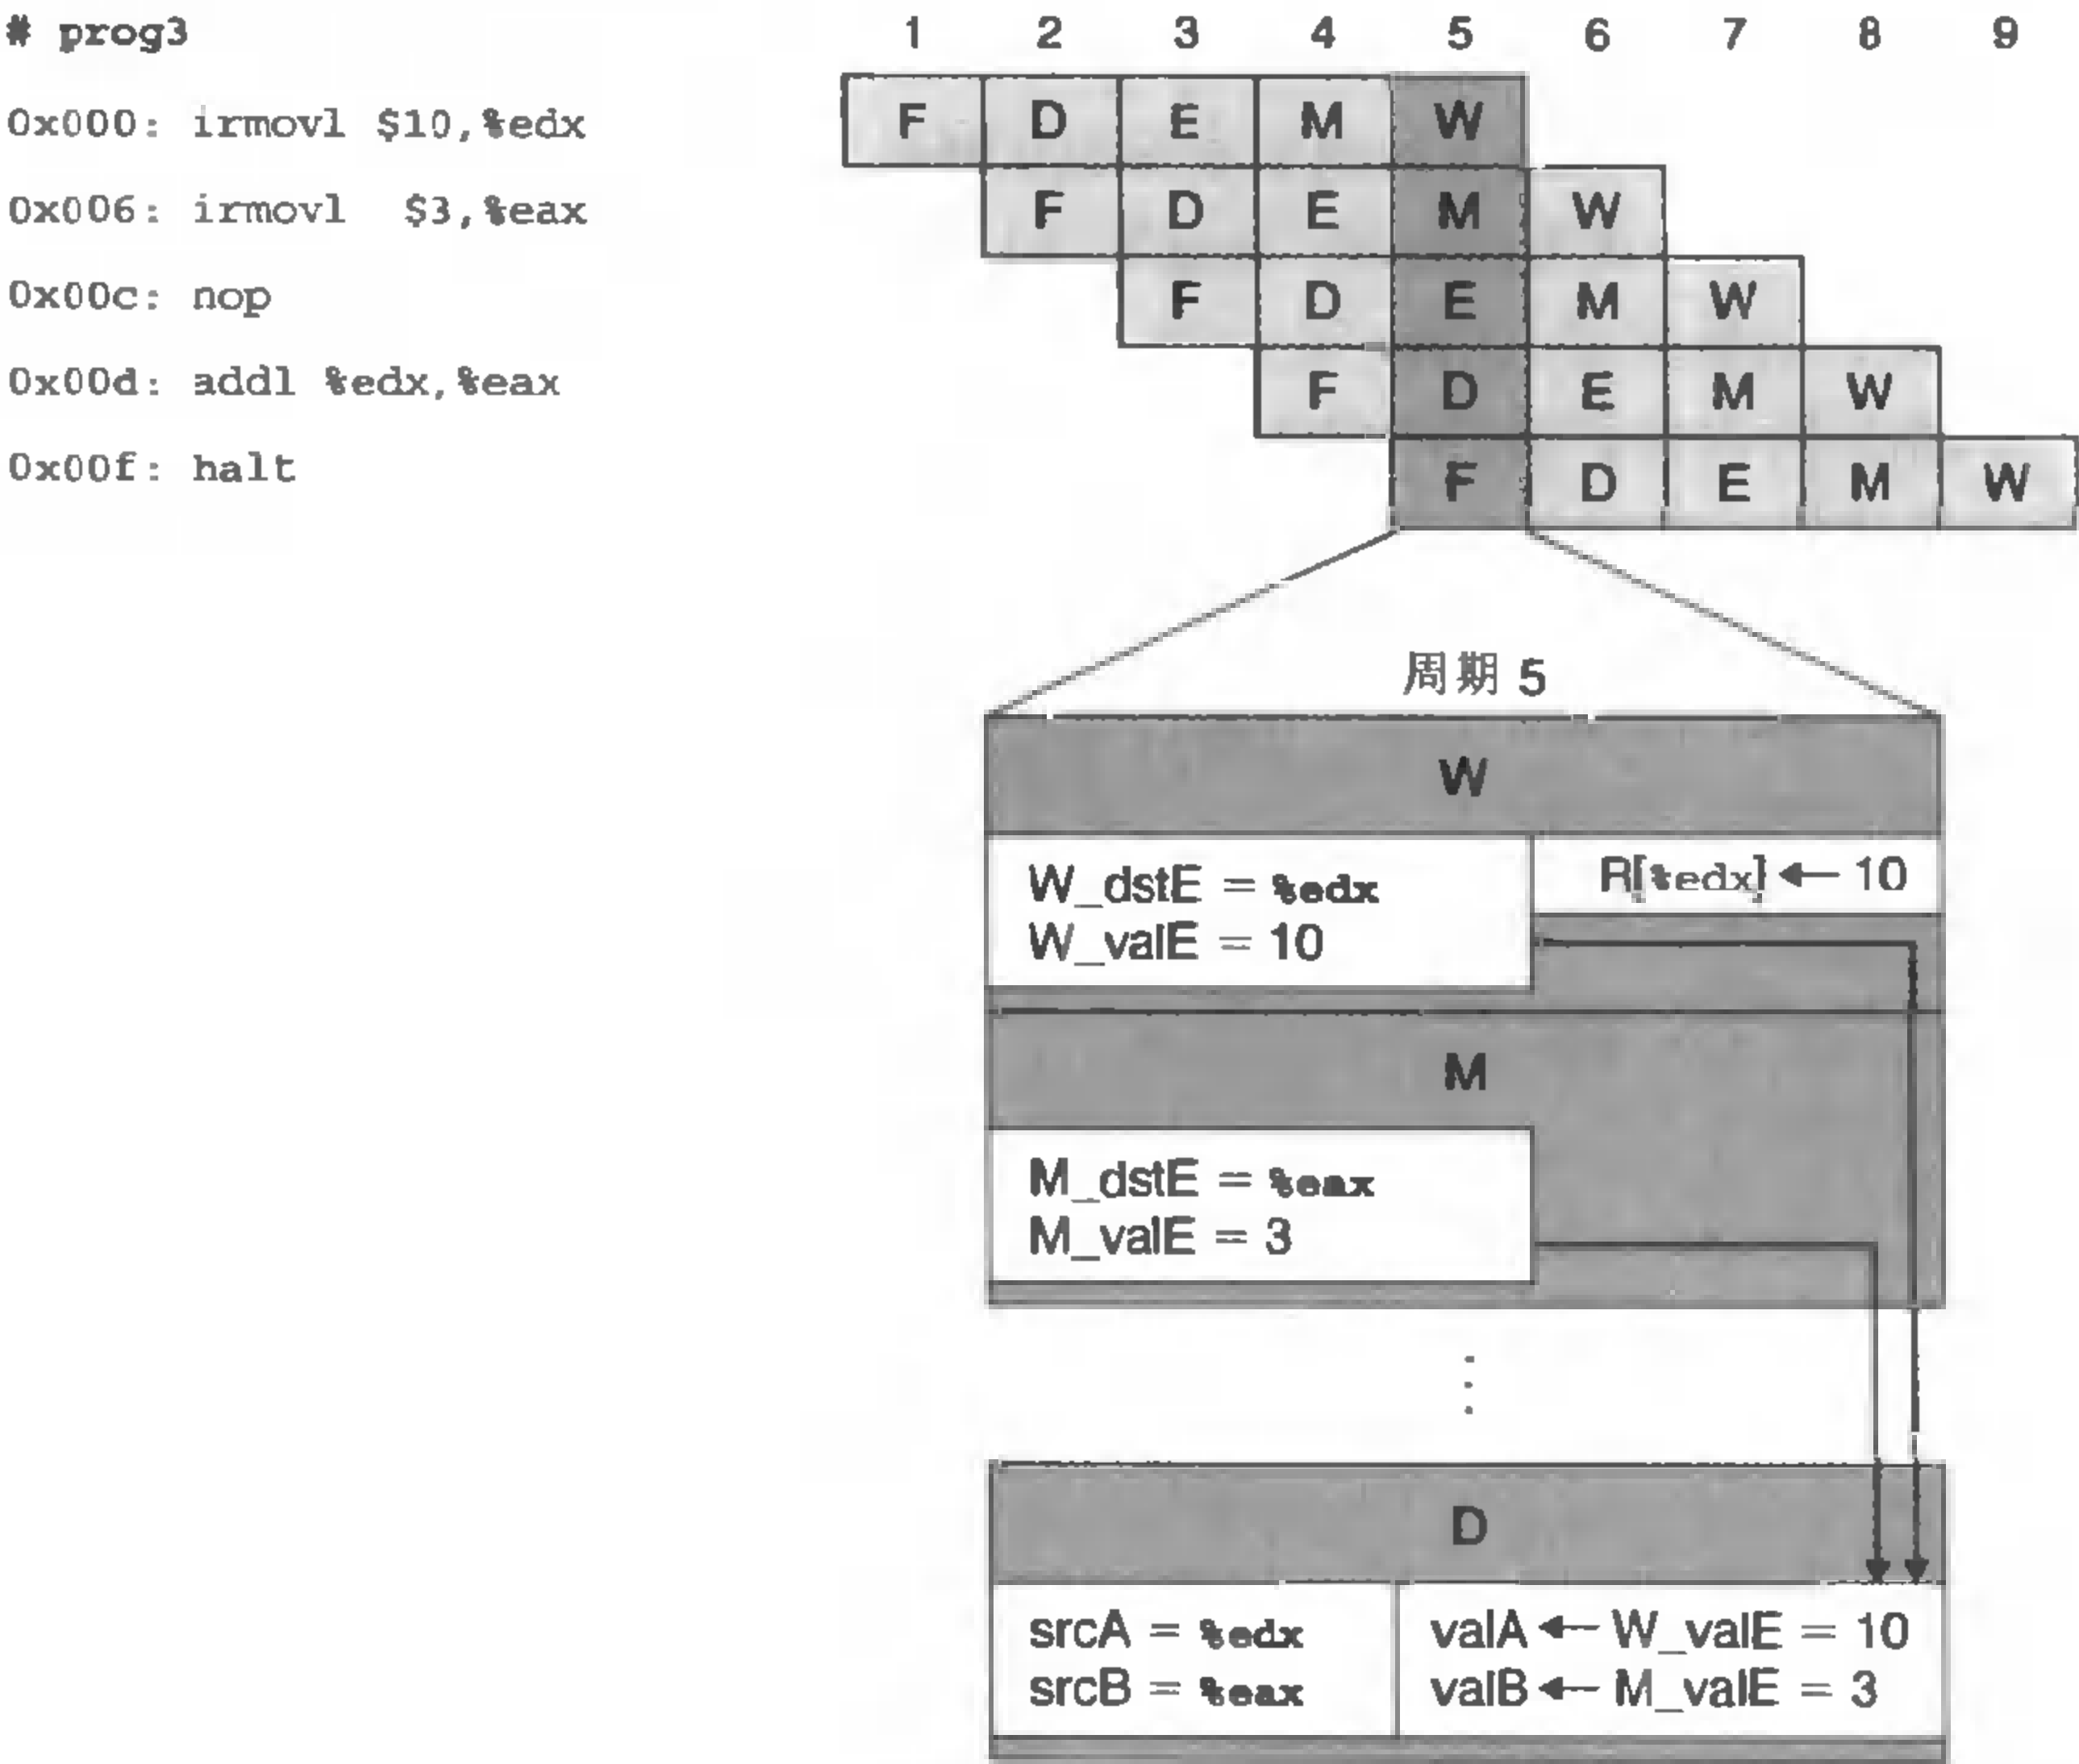 # prog3
1 2 3 4 5 6 7 8 9
0x000: irmovl $10,%edx
F D E M W
0x006: irmovl $3,%eax
F D E M W
0x00c: nop
F D E M W
0x00d: addl %edx,%eax
F D E M W
0x00f: halt
F D E M W
周期 5
W
W_dstE = %edx
R[%edx] ← 10
W_valE = 10
M
M_dstE = %eax
M_valE = 3
⋮
D
srcA = %edx
valA ← W_valE = 10
srcB = %eax
valB ← M_valE = 3